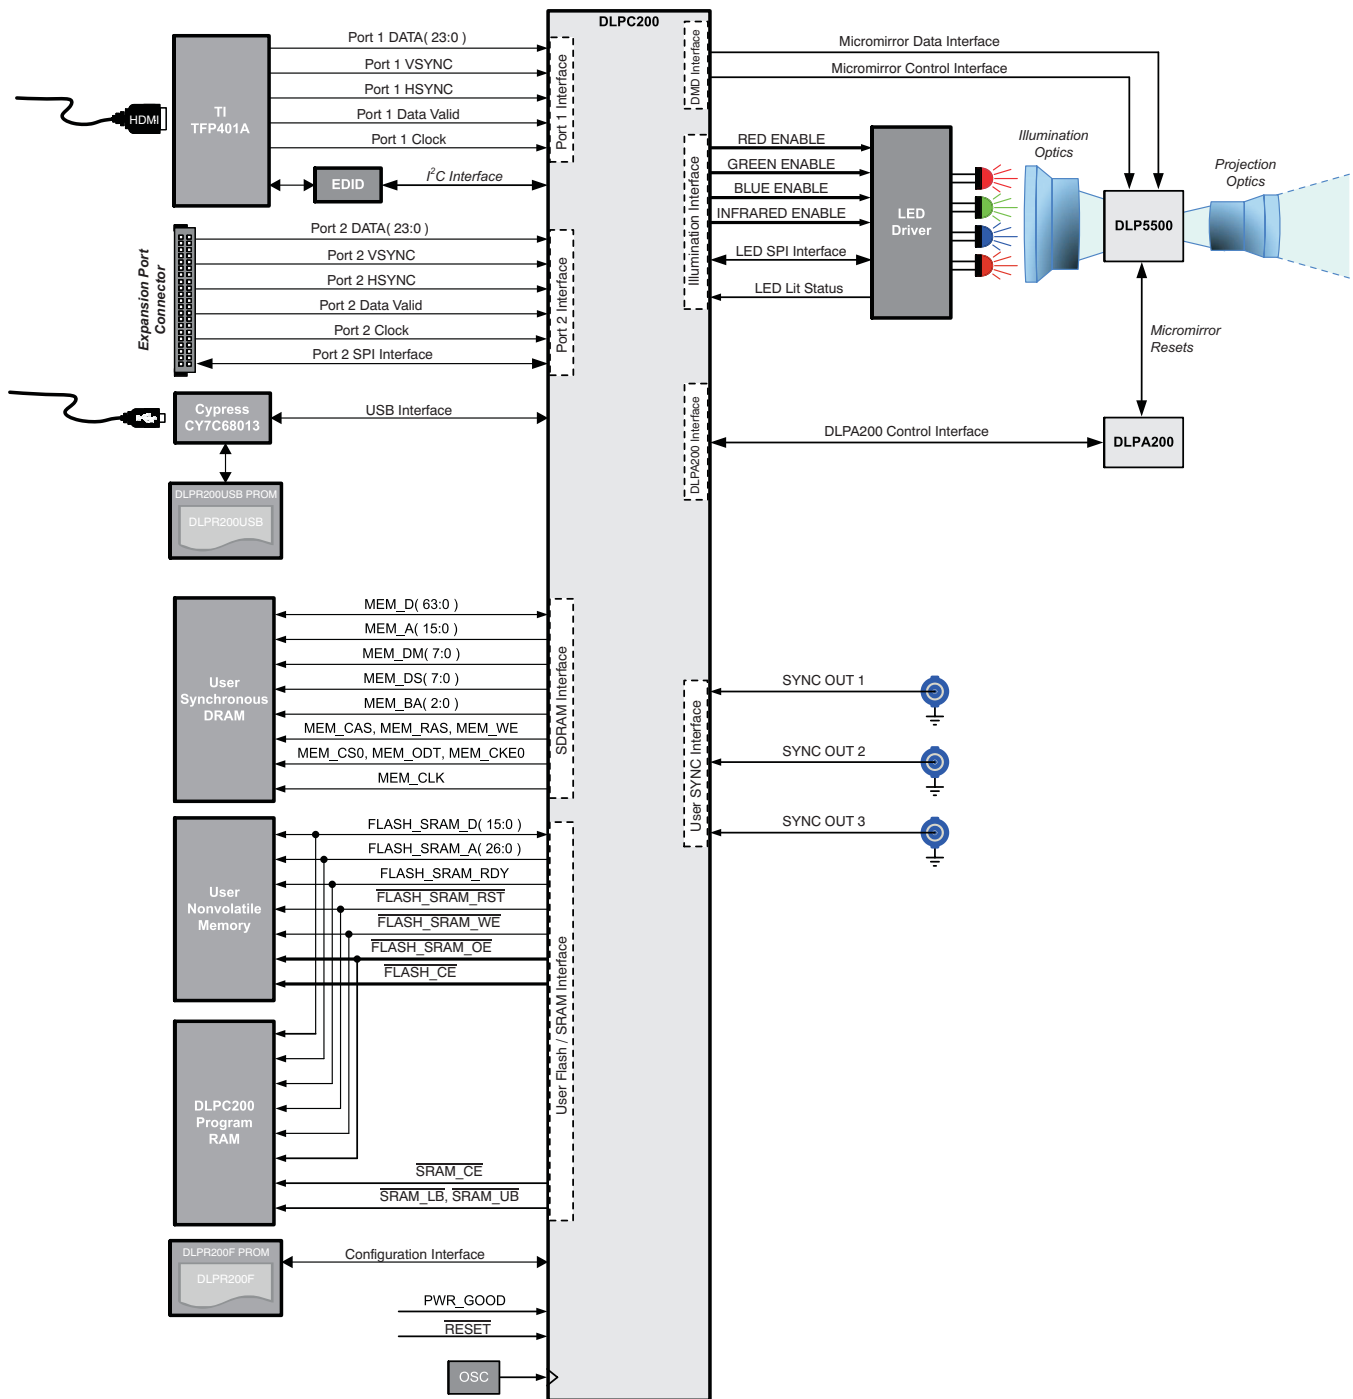 DLPC200
Port 1 DATA( 23:0 )
Port 1 VSYNC
Port 1 HSYNC
Port 1 Data Valid
Port 1 Clock
TI
TFP401A
HDMI
EDID
I²C Interface
Port 1 Interface
Expansion Port
Connector
Port 2 DATA( 23:0 )
Port 2 VSYNC
Port 2 HSYNC
Port 2 Data Valid
Port 2 Clock
Port 2 SPI Interface
Port 2 Interface
Cypress
CY7C68013
USB Interface
DLPR200USB PROM
DLPR200USB
User
Synchronous
DRAM
MEM_D( 63:0 )
MEM_A( 15:0 )
MEM_DM( 7:0 )
MEM_DS( 7:0 )
MEM_BA( 2:0 )
MEM_CAS, MEM_RAS, MEM_WE
MEM_CS0, MEM_ODT, MEM_CKE0
MEM_CLK
SDRAM Interface
User
Nonvolatile
Memory
FLASH_SRAM_D( 15:0 )
FLASH_SRAM_A( 26:0 )
FLASH_SRAM_RDY
FLASH_SRAM_RST
FLASH_SRAM_WE
FLASH_SRAM_OE
FLASH_CE
User Flash / SRAM Interface
DLPC200
Program
RAM
SRAM_CE
SRAM_LB, SRAM_UB
DLPR200F PROM
DLPR200F
Configuration Interface
PWR_GOOD
RESET
OSC
DMD Interface
Micromirror Data Interface
Micromirror Control Interface
Illumination Interface
RED ENABLE
GREEN ENABLE
BLUE ENABLE
INFRARED ENABLE
LED SPI Interface
LED Lit Status
LED
Driver
Illumination
Optics
DLP5500
Projection
Optics
Micromirror
Resets
DLPA200 Interface
DLPA200 Control Interface
DLPA200
User SYNC Interface
SYNC OUT 1
SYNC OUT 2
SYNC OUT 3